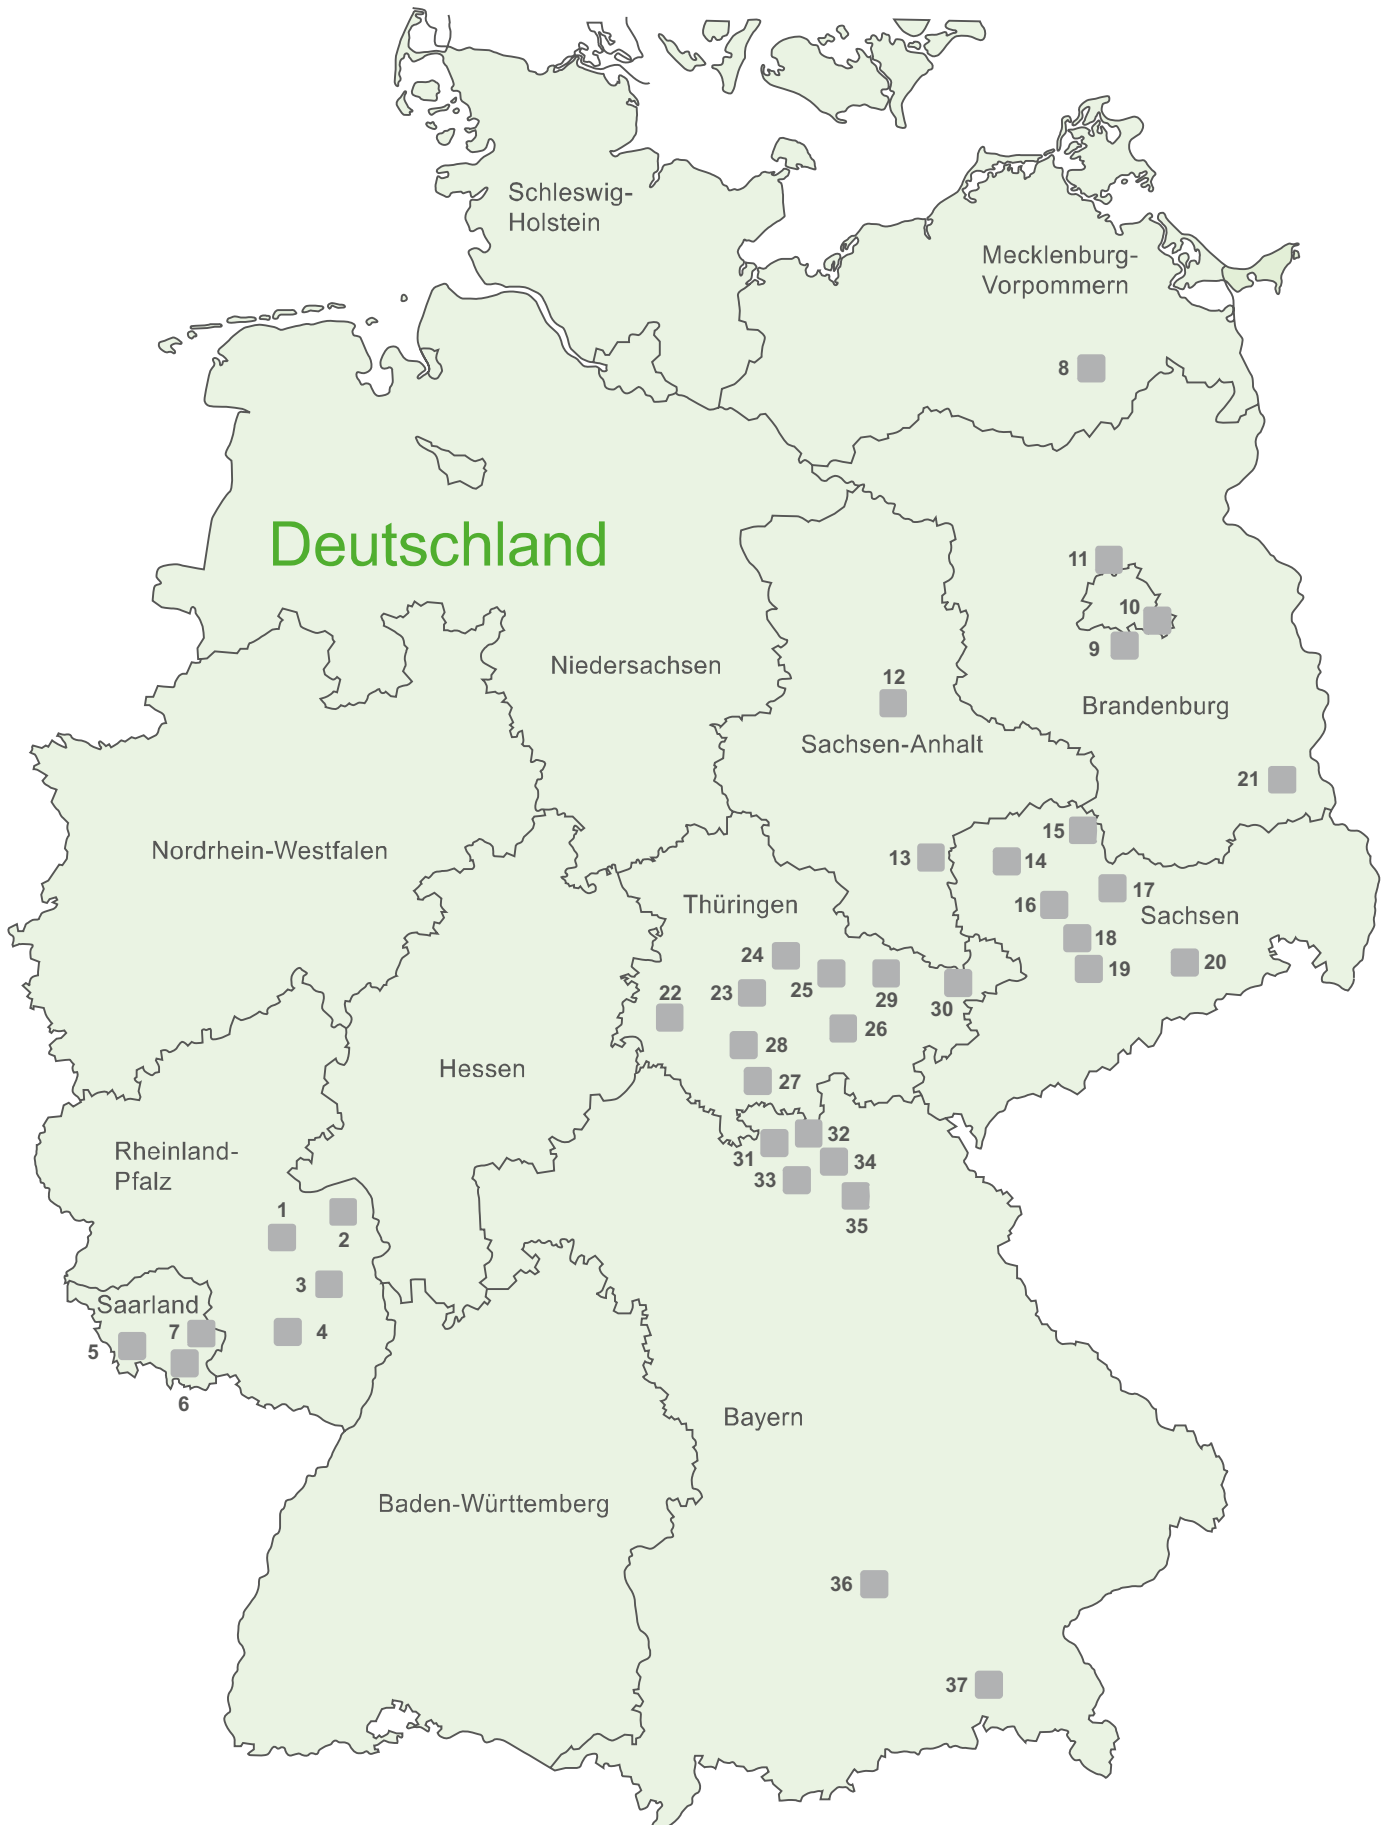 Schleswig-
Holstein
Mecklenburg-
Vorpommern
8
Deutschland
11
10
9
Niedersachsen
12
Brandenburg
Sachsen-Anhalt
21
15
Nordrhein-Westfalen
13
14
17
Thüringen
16
Sachsen
18
24
20
19
25
29
23
22
30
26
28
Hessen
27
32
Rheinland-
Pfalz
31
34
33
1
35
2
3
Saarland
7
4
5
6
Bayern
Baden-Württemberg
36
37